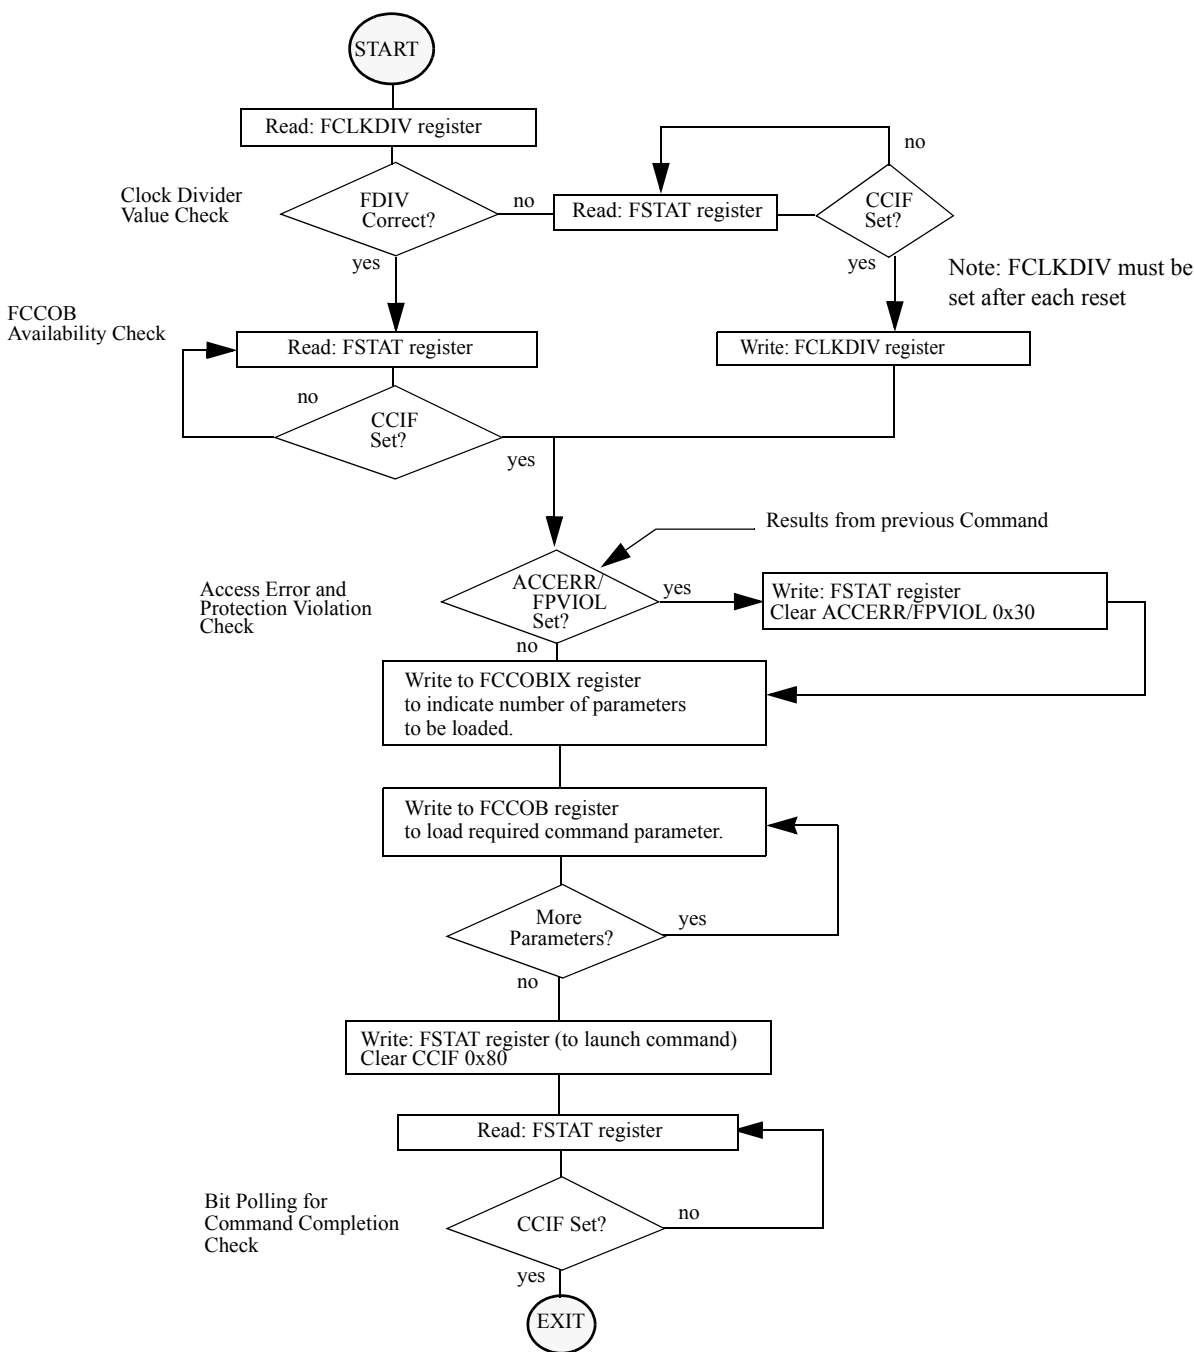 START
Read: FCLKDIV register
no
Clock Divider
Value Check
FDIV
Correct?
no
Read: FSTAT register
CCIF
Set?
yes
yes
Note: FCLKDIV must be
set after each reset
FCCOB
Availability Check
Read: FSTAT register
Write: FCLKDIV register
no
CCIF
Set?
yes
Results from previous Command
Access Error and
Protection Violation
Check
ACCERR/
FPVIOL
Set?
yes
Write: FSTAT register
Clear ACCERR/FPVIOL 0x30
no
Write to FCCOBIX register
to indicate number of parameters
to be loaded.
Write to FCCOB register
to load required command parameter.
More
Parameters?
yes
no
Write: FSTAT register (to launch command)
Clear CCIF 0x80
Read: FSTAT register
Bit Polling for
Command Completion
Check
CCIF Set?
no
yes
EXIT